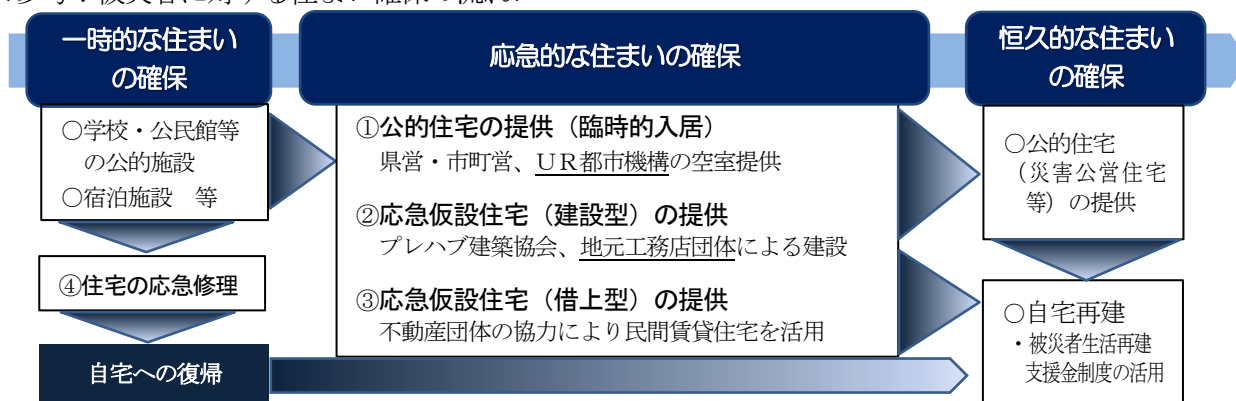 一時的な住まい
の確保
応急的な住まいの確保
恒久的な住まい
の確保
○学校・公民館等
の公的施設
○宿泊施設　等
④住宅の応急修理
自宅への復帰
①公的住宅の提供（臨時的入居）
県営・市町営、ＵＲ都市機構の空室提供
②応急仮設住宅（建設型）の提供
プレハブ建築協会、地元工務店団体による建設
③応急仮設住宅（借上型）の提供
不動産団体の協力により民間賃貸住宅を活用
○公的住宅
（災害公営住宅
等）の提供
○自宅再建
・被災者生活再建
支援金制度の活用